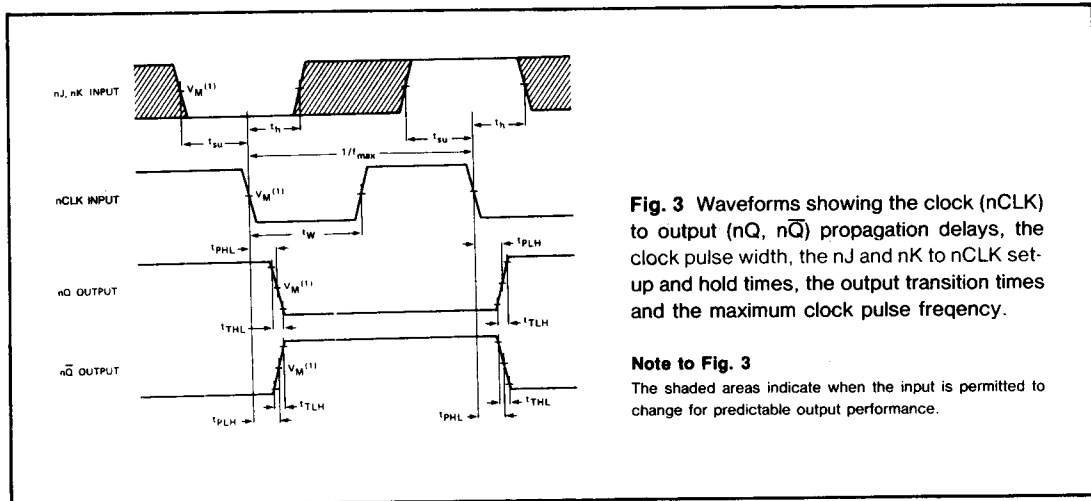 nJ, nK INPUT
V_M(1)
t_h
t_h
t_su
t_su
1/f_max
nCLK INPUT
V_M(1)
t_W
t_PHL
t_PLH
nQ OUTPUT
V_M(1)
t_THL
t_TLH
nQ̅ OUTPUT
V_M(1)
t_TLH
t_THL
t_PLH
t_PHL
Fig. 3 Waveforms showing the clock (nCLK)
to output (nQ, nQ̅) propagation delays, the
clock pulse width, the nJ and nK to nCLK set-
up and hold times, the output transition times
and the maximum clock pulse freqency.
Note to Fig. 3
The shaded areas indicate when the input is permitted to
change for predictable output performance.